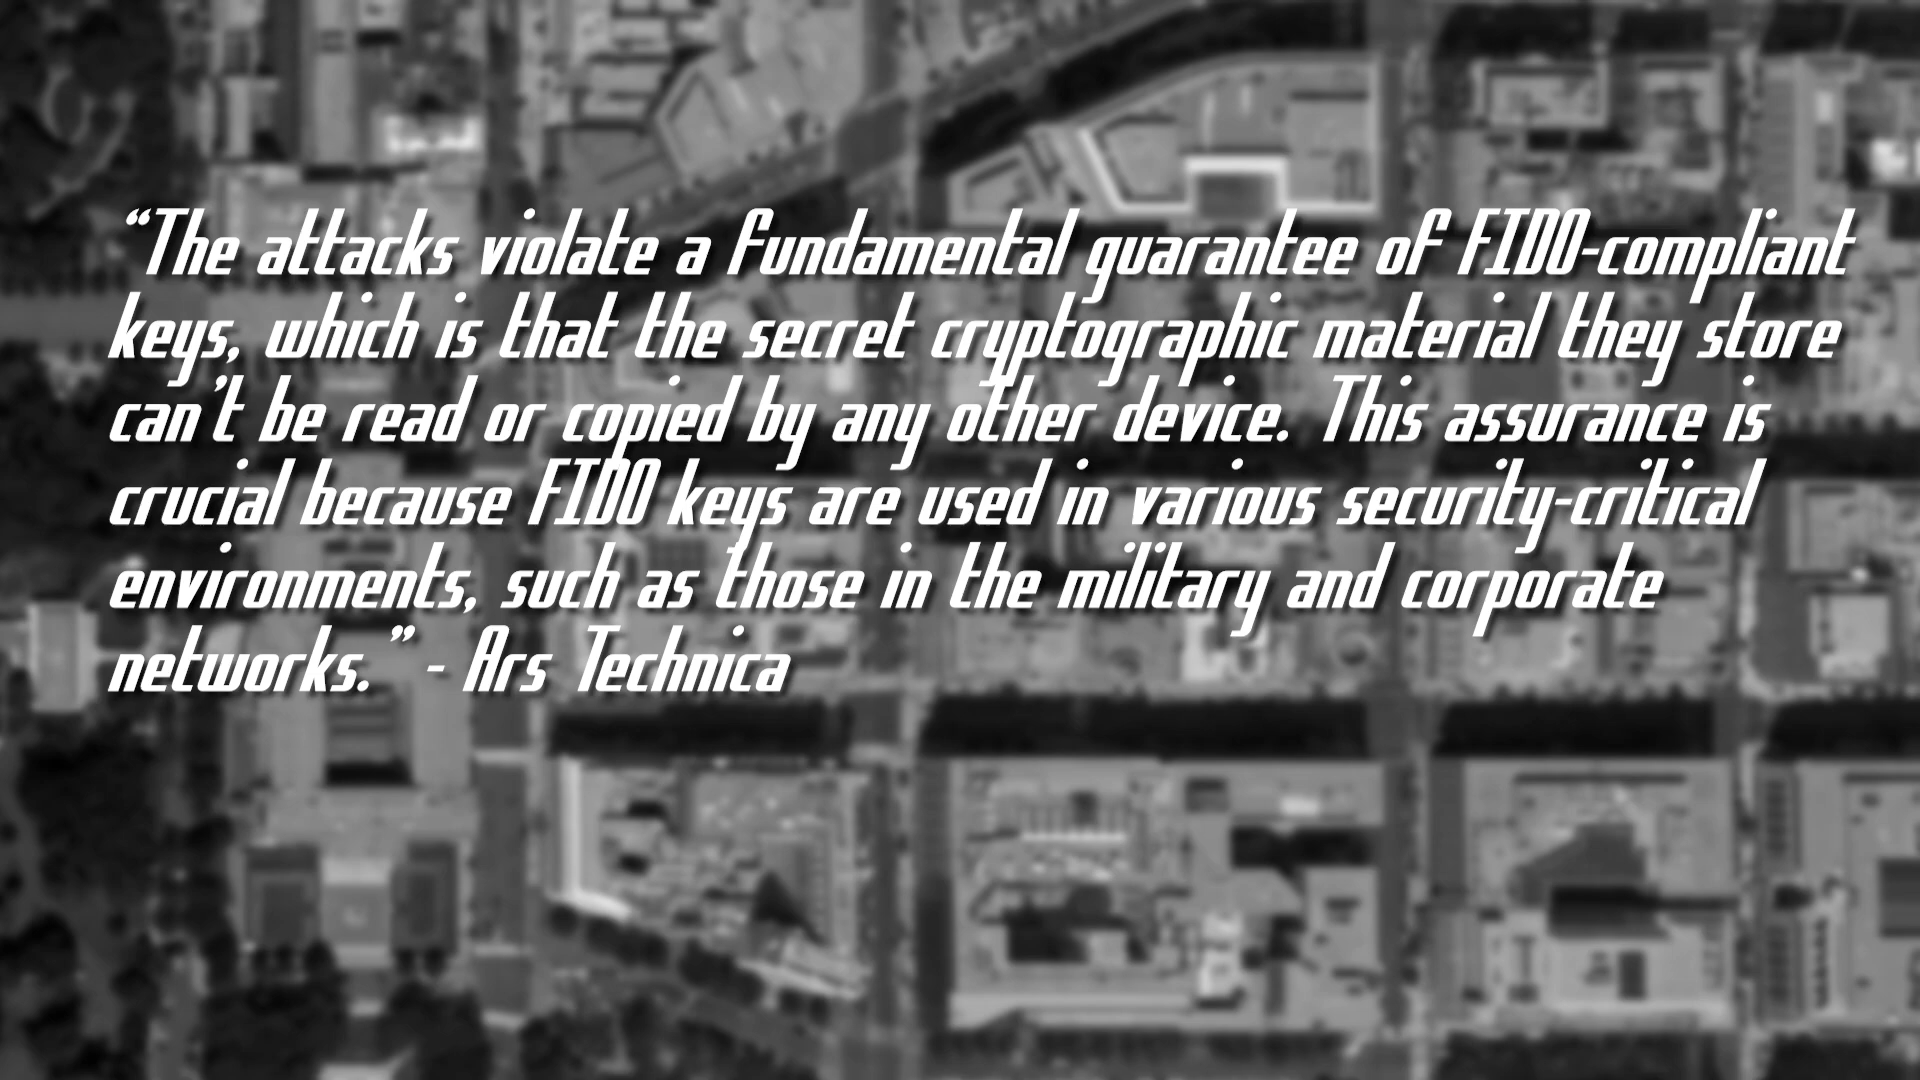 “The attacks violate a fundamental guarantee of FIDO-compliant
keys, which is that the secret cryptographic material they store
can’t be read or copied by any other device. This assurance is
crucial because FIDO keys are used in various security-critical
environments, such as those in the military and corporate
networks.” - Ars Technica